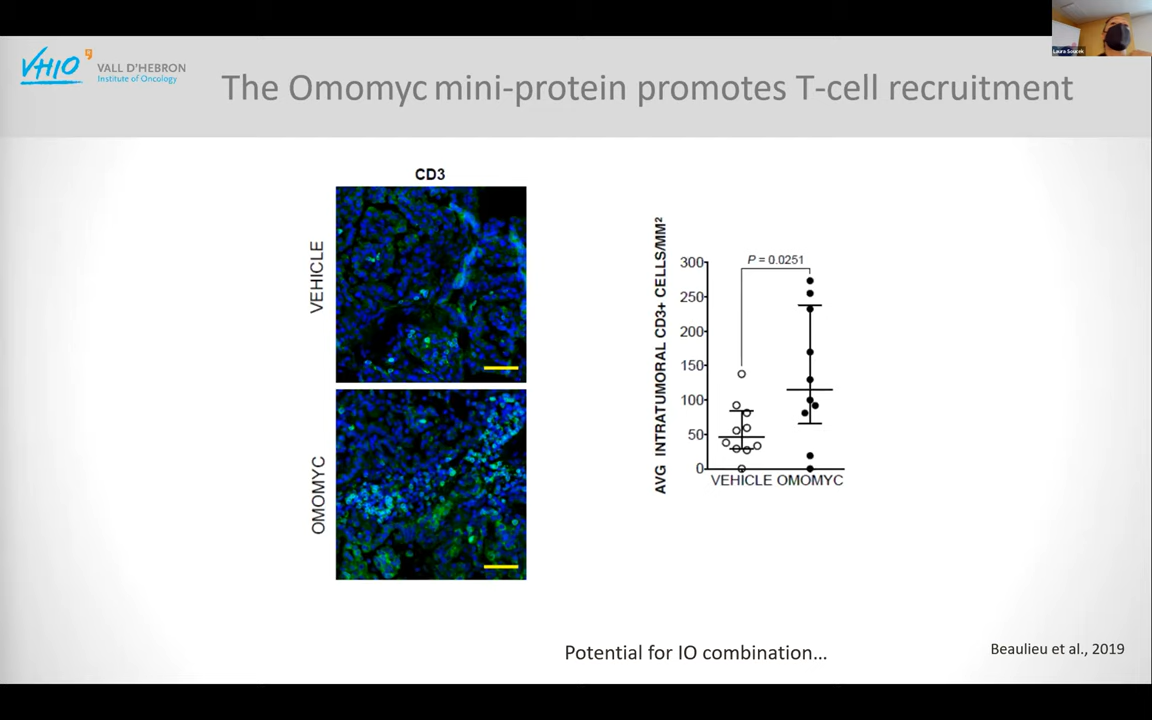 Laura Soucek
VHIO
VALL D'HEBRON
Institute of Oncology
The Omomyc mini-protein promotes T-cell recruitment
CD3
VEHICLE
OMOMYC
AVG INTRATUMORAL CD3+ CELLS/MM²
P = 0.0251
300
250
200
150
100
50
0
VEHICLE OMOMYC
Potential for IO combination...
Beaulieu et al., 2019